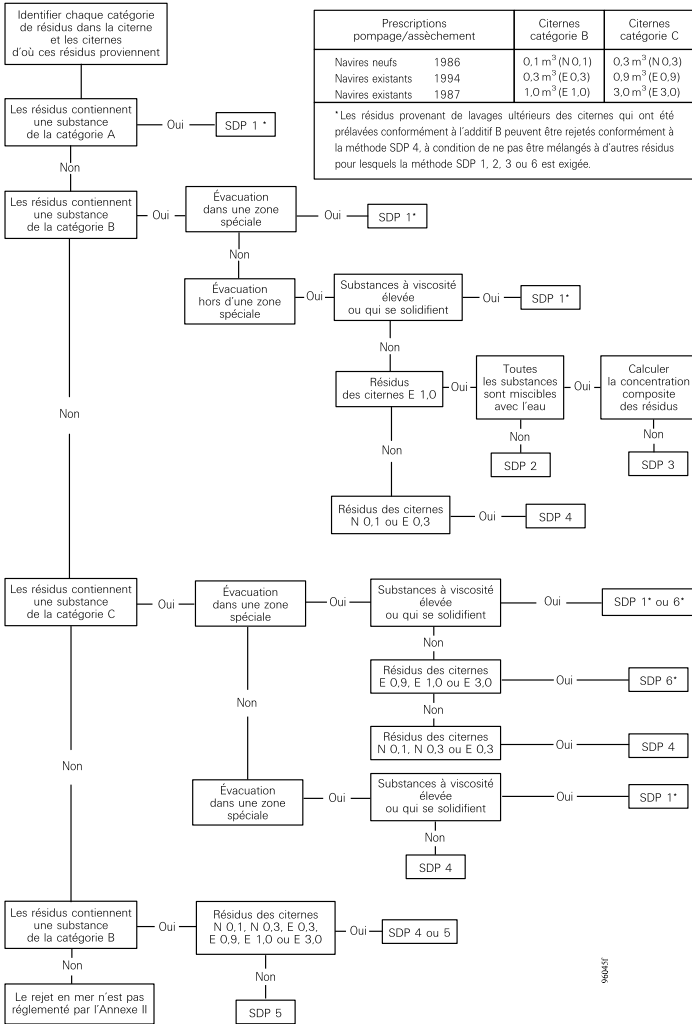 Identifier chaque catégorie
de résidus dans la citerne
et les citernes
d'où ces résidus proviennent
Prescriptions
pompage/assèchement
Citernes
catégorie B
Citernes
catégorie C
Navires neufs 1986 0,1 m³ (N 0,1) 0,3 m³ (N 0,3)
Navires existants 1994 0,3 m³ (E 0,3) 0,9 m³ (E 0,9)
Navires existants 1987 1,0 m³ (E 1,0) 3,0 m³ (E 3,0)
*Les résidus provenant de lavages ultérieurs des citernes qui ont été
prélavées conformément à l'additif B peuvent être rejetés conformément à
la méthode SDP 4, à condition de ne pas être mélangés à d'autres résidus
pour lesquels la méthode SDP 1, 2, 3 ou 6 est exigée.
Les résidus contiennent
une substance
de la catégorie A
Oui
SDP 1 *
Non
Les résidus contiennent
une substance
de la catégorie B
Oui
Évacuation
dans une zone
spéciale
Oui
SDP 1*
Non
Évacuation
hors d'une zone
spéciale
Oui
Substances à viscosité
élevée
ou qui se solidifient
Oui
SDP 1*
Non
Résidus
des citernes E 1,0
Oui
Toutes
les substances
sont miscibles
avec l'eau
Oui
Calculer
la concentration
composite
des résidus
Non
Non
Non
SDP 2
SDP 3
Non
Résidus des citernes
N 0,1 ou E 0,3
Oui
SDP 4
Les résidus contiennent
une substance
de la catégorie C
Oui
Évacuation
dans une zone
spéciale
Oui
Substances à viscosité
élevée
ou qui se solidifient
Oui
SDP 1* ou 6*
Non
Résidus des citernes
E 0,9, E 1,0 ou E 3,0
Oui
SDP 6*
Non
Non
Résidus des citernes
N 0,1, N 0,3 ou E 0,3
Oui
SDP 4
Non
Évacuation
dans une zone
spéciale
Oui
Substances à viscosité
élevée
ou qui se solidifient
Oui
SDP 1*
Non
SDP 4
Les résidus contiennent
une substance
de la catégorie B
Oui
Résidus des citernes
N 0,1, N 0,3, E 0,3,
E 0,9, E 1,0 ou E 3,0
Oui
SDP 4 ou 5
Non
Non
Le rejet en mer n'est pas
réglementé par l'Annexe II
SDP 5
96045f